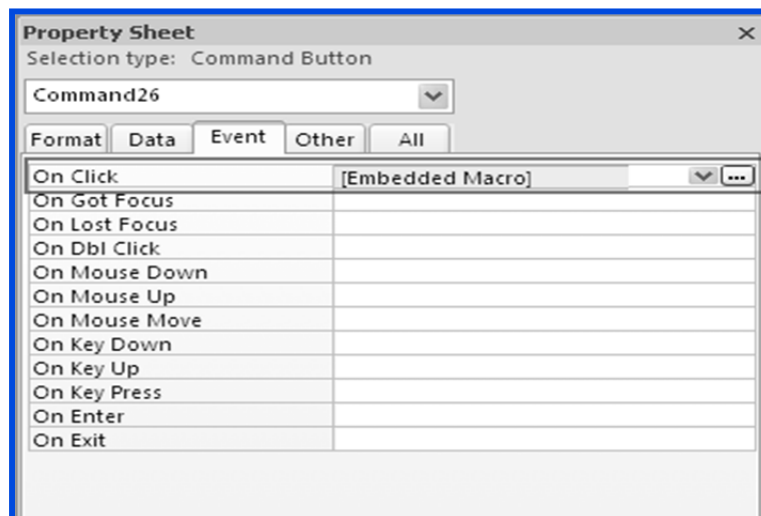 Property Sheet
Selection type: Command Button
Command26
Format Data Event Other All
On Click [Embedded Macro] ...
On Got Focus
On Lost Focus
On Dbl Click
On Mouse Down
On Mouse Up
On Mouse Move
On Key Down
On Key Up
On Key Press
On Enter
On Exit